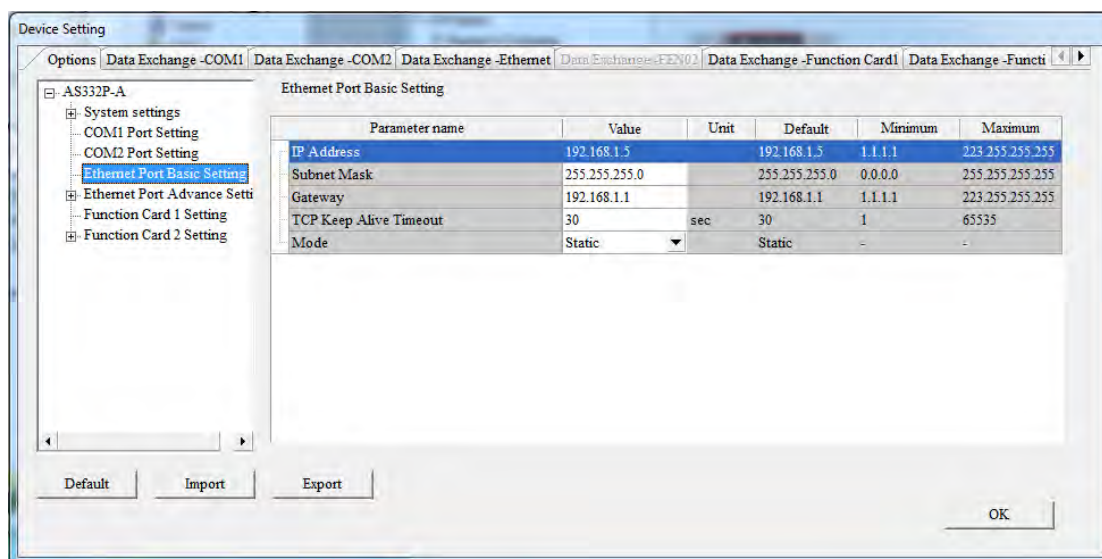 Device Setting
Options Data Exchange -COM1 Data Exchange -COM2 Data Exchange -Ethernet Data Exchange -FEN02 Data Exchange -Function Card1 Data Exchange -Functi
AS332P-A
System settings
COM1 Port Setting
COM2 Port Setting
Ethernet Port Basic Setting
Ethernet Port Advance Setti
Function Card 1 Setting
Function Card 2 Setting
Ethernet Port Basic Setting
Parameter name Value Unit Default Minimum Maximum
IP Address 192.168.1.5 192.168.1.5 1.1.1.1 223.255.255.255
Subnet Mask 255.255.255.0 255.255.255.0 0.0.0.0 255.255.255.255
Gateway 192.168.1.1 192.168.1.1 1.1.1.1 223.255.255.255
TCP Keep Alive Timeout 30 sec 30 1 65535
Mode Static Static - -
Default Import Export
OK